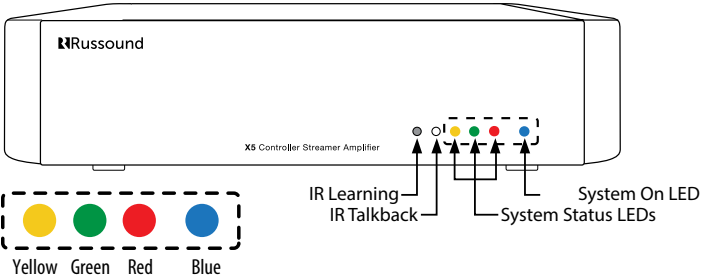 Russound
X5 Controller Streamer Amplifier
IR Learning
System On LED
IR Talkback
System Status LEDs
Yellow Green Red Blue